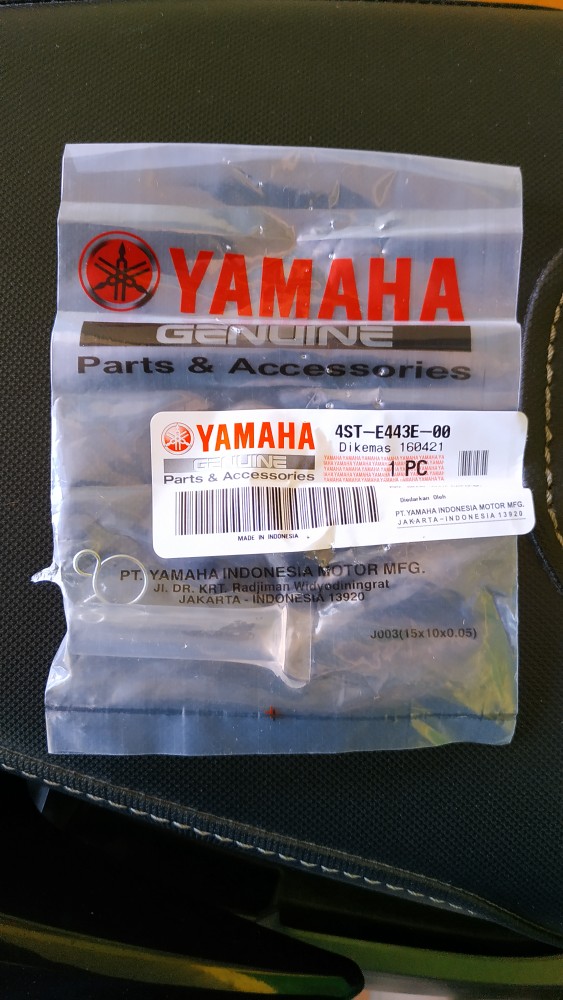 YAMAHA
GENUINE
Parts & Accessories
YAMAHA
GENUINE
Parts & Accessories
4ST-E443E-00
Dikemas 160421
1 PC
MADE IN INDONESIA
Diedarkan Oleh
PT. YAMAHA INDONESIA MOTOR MFG.
JAKARTA-INDONESIA 13920
PT. YAMAHA INDONESIA MOTOR MFG.
Jl. DR. KRT. Radjiman Widyodiningrat
JAKARTA - INDONESIA 13920
J003(15x10x0.05)